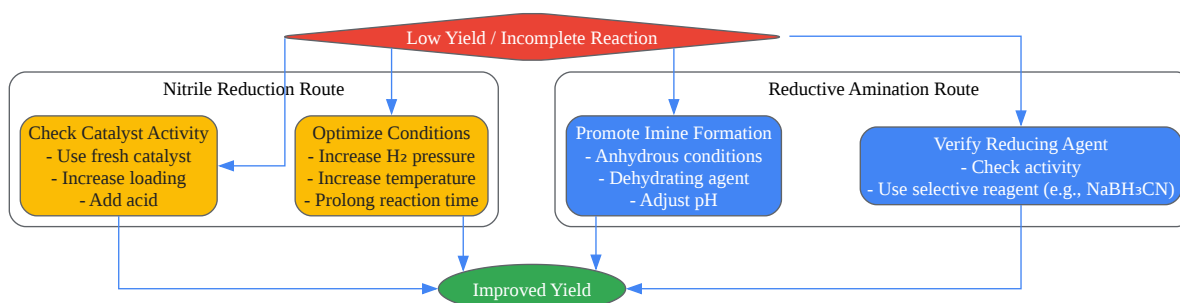 Low Yield / Incomplete Reaction
Nitrile Reduction Route
Check Catalyst Activity
- Use fresh catalyst
- Increase loading
- Add acid
Optimize Conditions
- Increase H₂ pressure
- Increase temperature
- Prolong reaction time
Reductive Amination Route
Promote Imine Formation
- Anhydrous conditions
- Dehydrating agent
- Adjust pH
Verify Reducing Agent
- Check activity
- Use selective reagent (e.g., NaBH₃CN)
Improved Yield